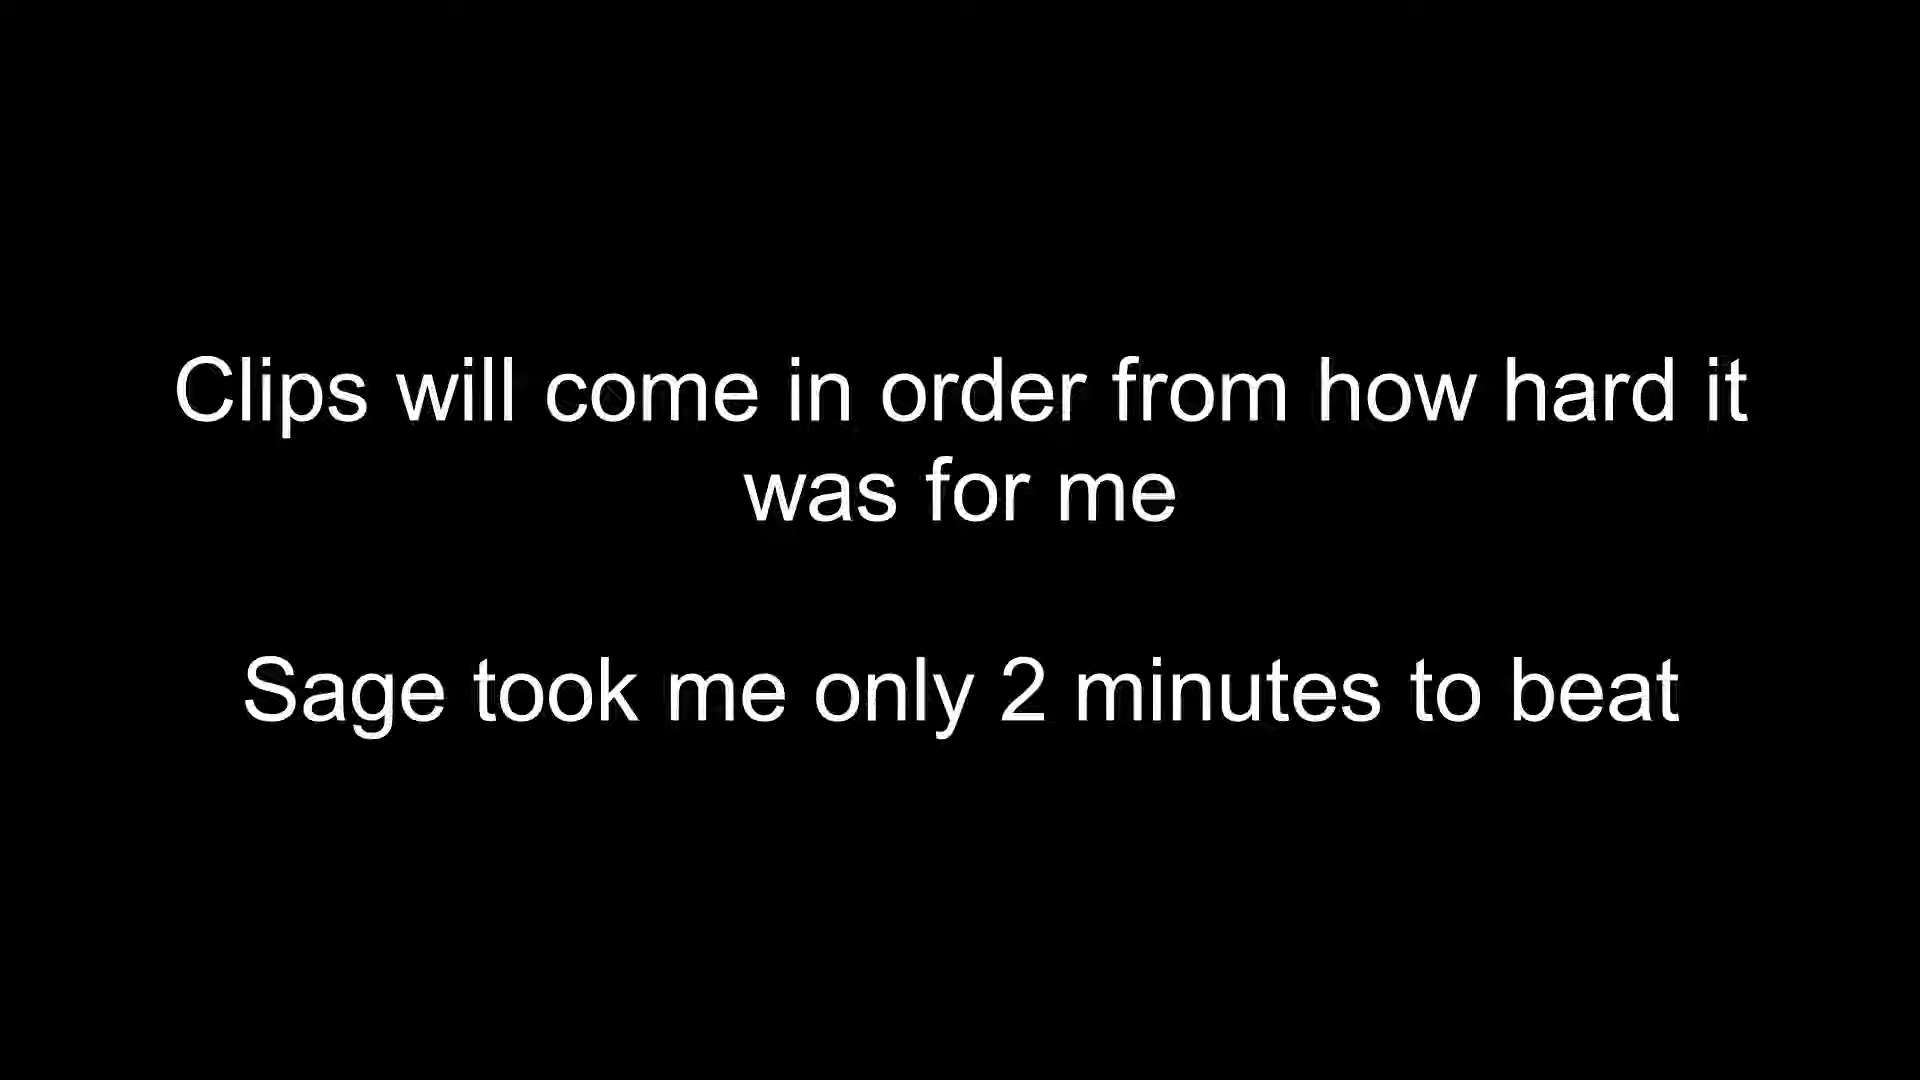 Clips will come in order from how hard it
was for me
Sage took me only 2 minutes to beat